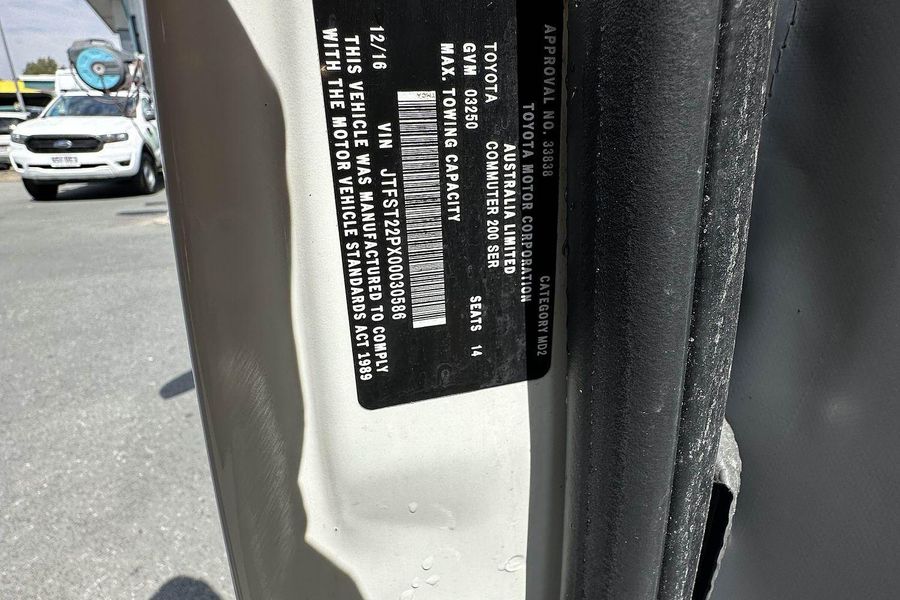 APPROVAL NO. 33838 CATEGORY MD2
TOYOTA MOTOR CORPORATION
AUSTRALIA LIMITED
TOYOTA COMMUTER 200 SER
GVM 03250 SEATS 14
MAX. TOWING CAPACITY
TMCA
12/16 VIN JTFST22PX00030586
THIS VEHICLE WAS MANUFACTURED TO COMPLY
WITH THE MOTOR VEHICLE STANDARDS ACT 1989
Ford